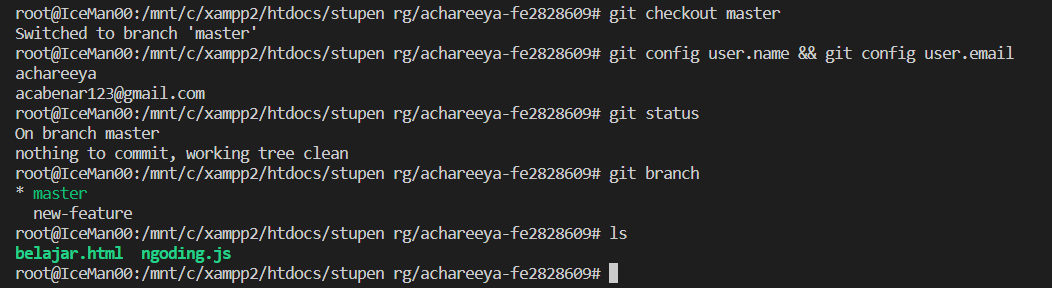 root@IceMan00:/mnt/c/xampp2/htdocs/stupen rg/achareeya-fe2828609# git checkout master
Switched to branch 'master'
root@IceMan00:/mnt/c/xampp2/htdocs/stupen rg/achareeya-fe2828609# git config user.name && git config user.email
achareeya
acabenar123@gmail.com
root@IceMan00:/mnt/c/xampp2/htdocs/stupen rg/achareeya-fe2828609# git status
On branch master
nothing to commit, working tree clean
root@IceMan00:/mnt/c/xampp2/htdocs/stupen rg/achareeya-fe2828609# git branch
* master
  new-feature
root@IceMan00:/mnt/c/xampp2/htdocs/stupen rg/achareeya-fe2828609# ls
belajar.html  ngoding.js
root@IceMan00:/mnt/c/xampp2/htdocs/stupen rg/achareeya-fe2828609#